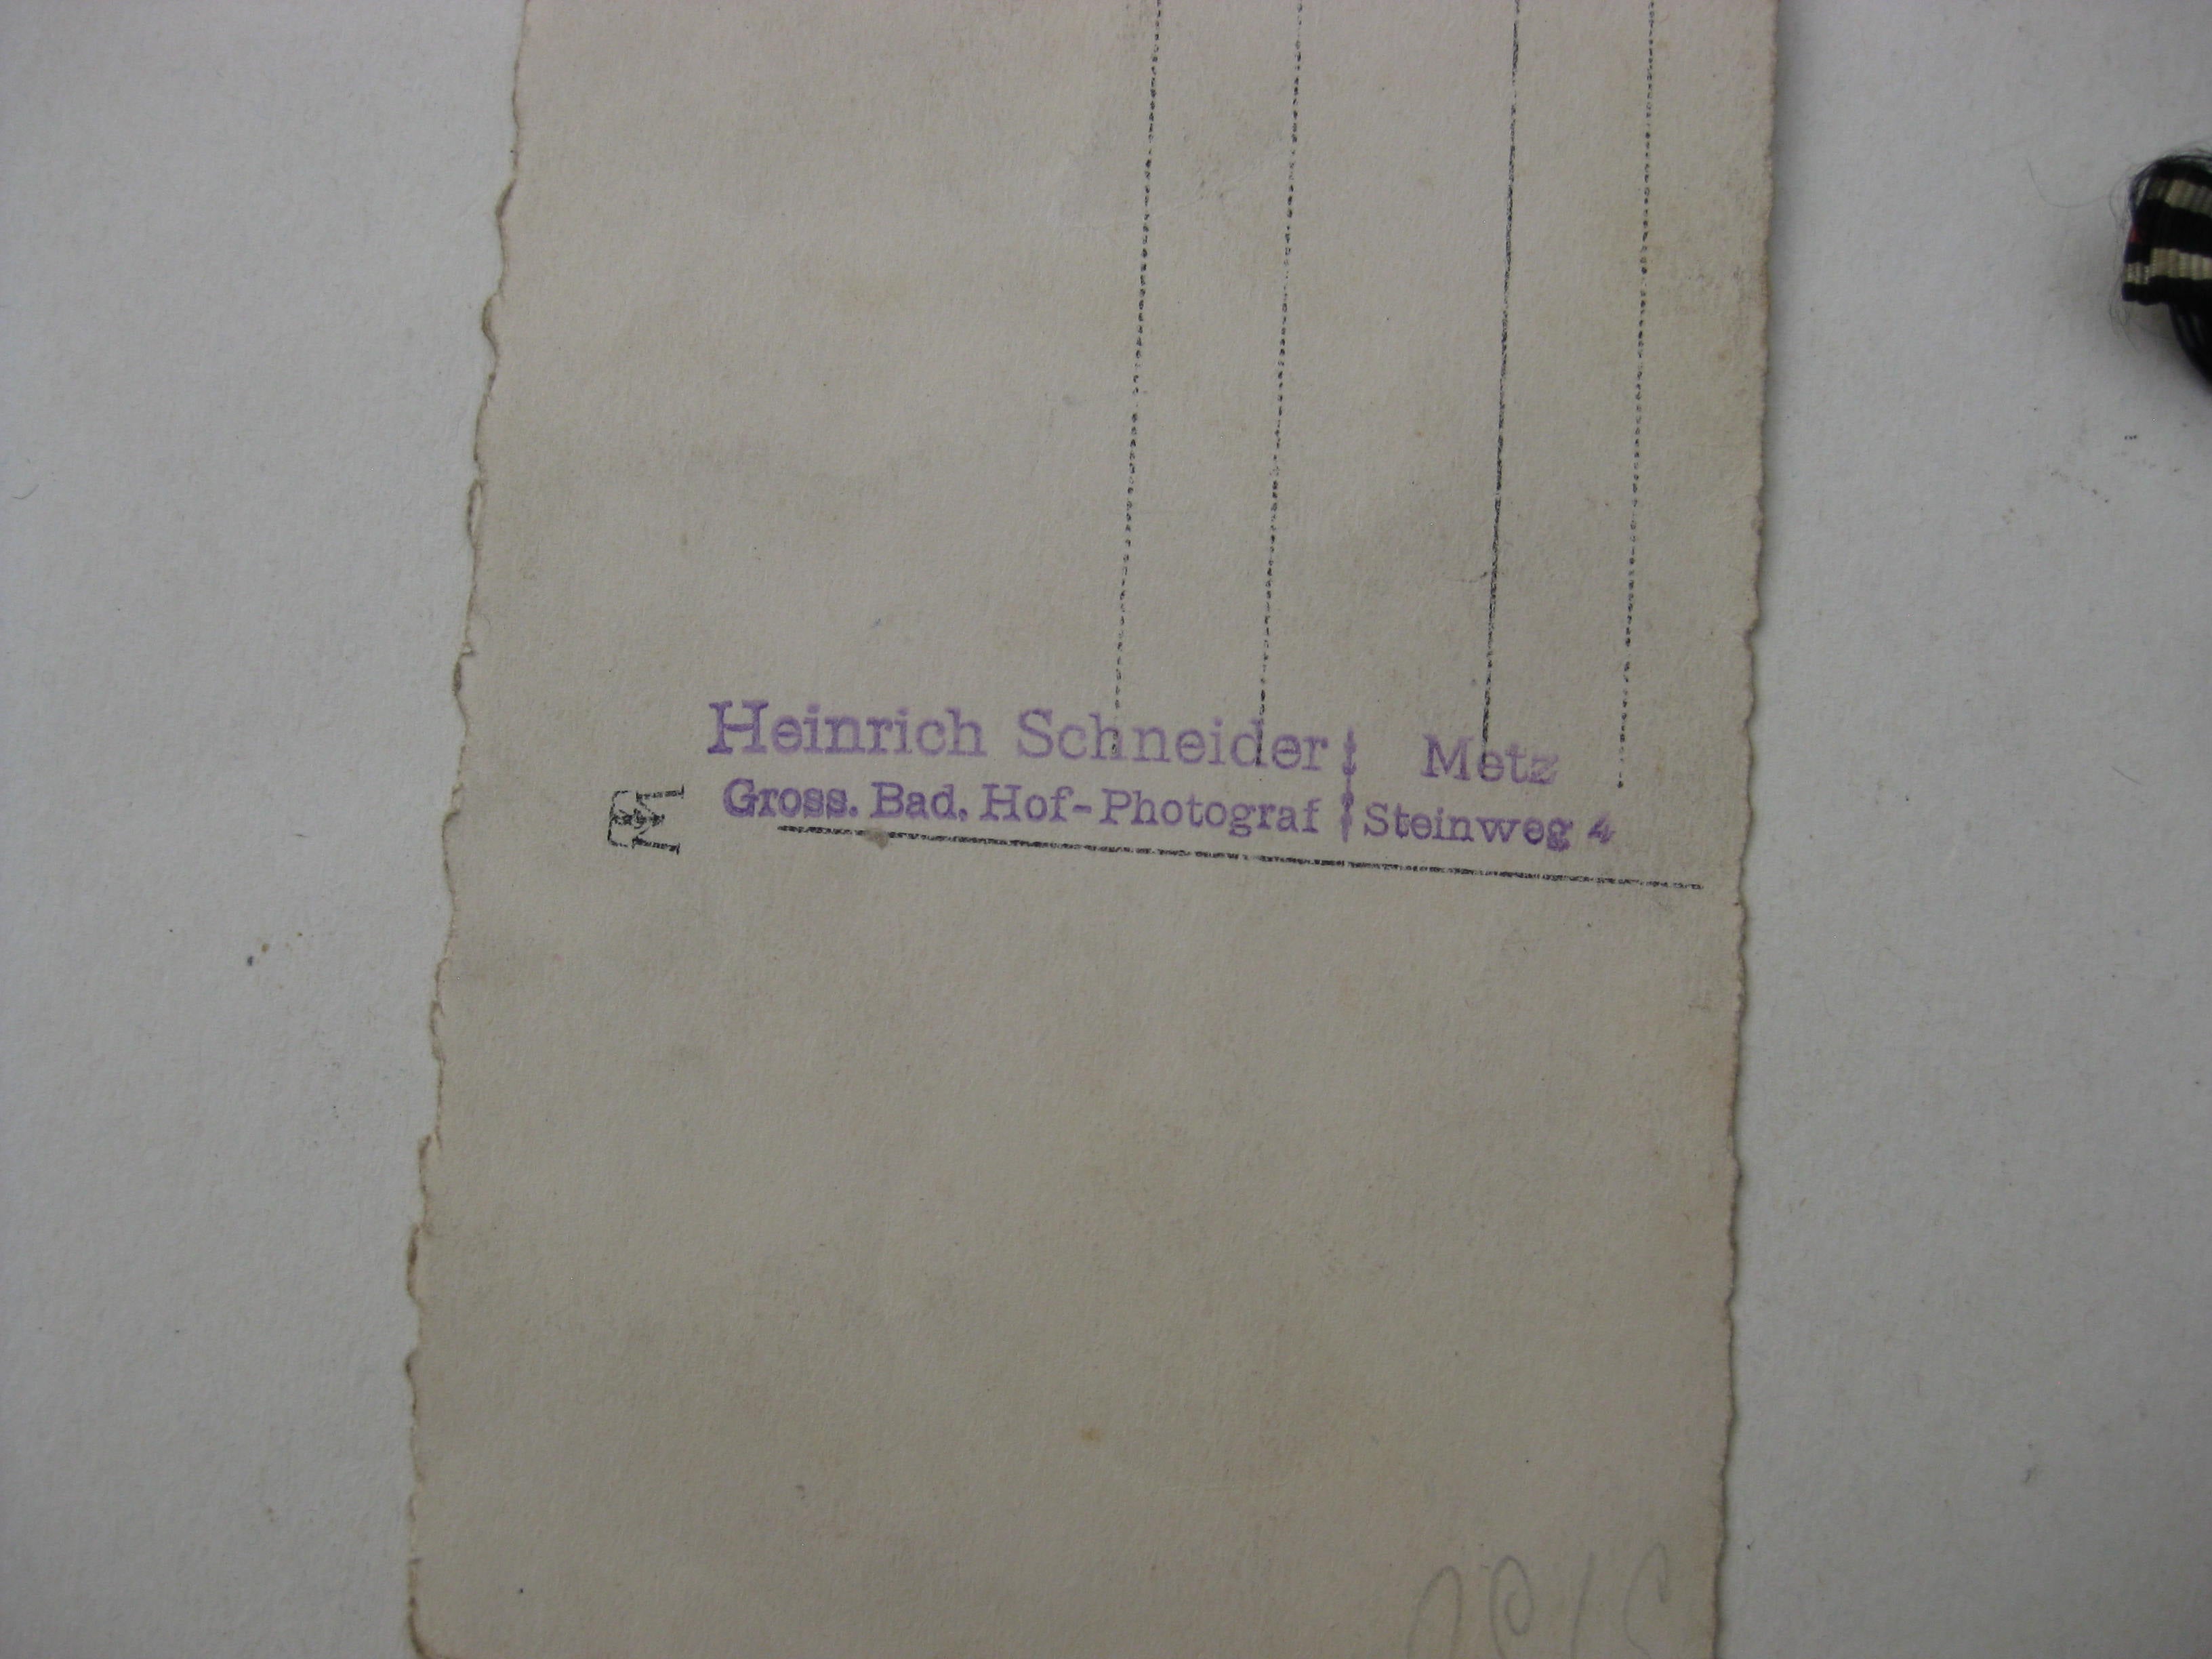 Heinrich Schneider Metz
Gross. Bad. Hof-Photograf Steinweg 4